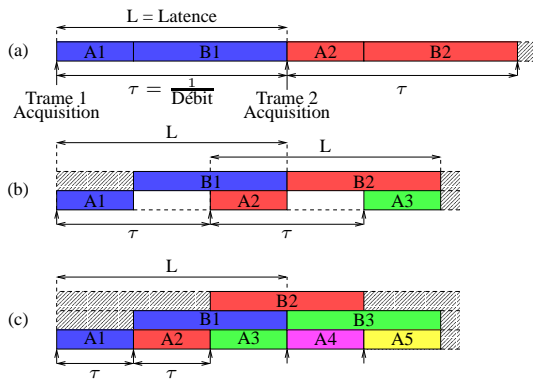 L = Latence
(a) A1 B1 A2 B2
τ = 1/Débit τ
Trame 1 Trame 2
Acquisition Acquisition
L
L
(b) B1 B2
A1 A2 A3
τ τ
L
B2
(c) B1 B3
A1 A2 A3 A4 A5
τ τ